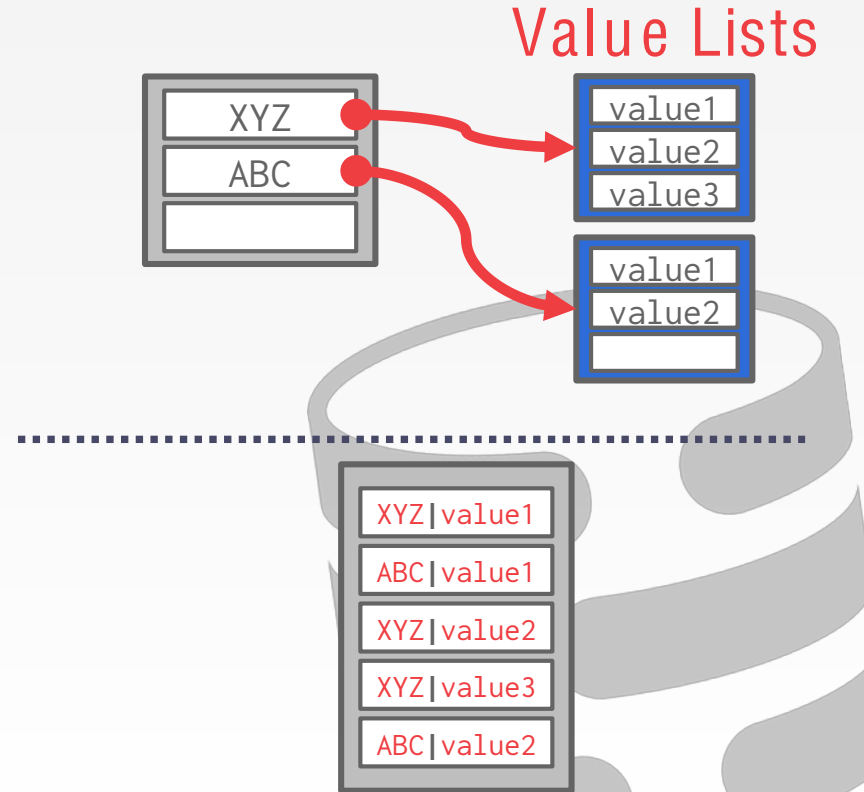 Value Lists
XYZ
ABC
value1
value2
value3
value1
value2
XYZ|value1
ABC|value1
XYZ|value2
XYZ|value3
ABC|value2